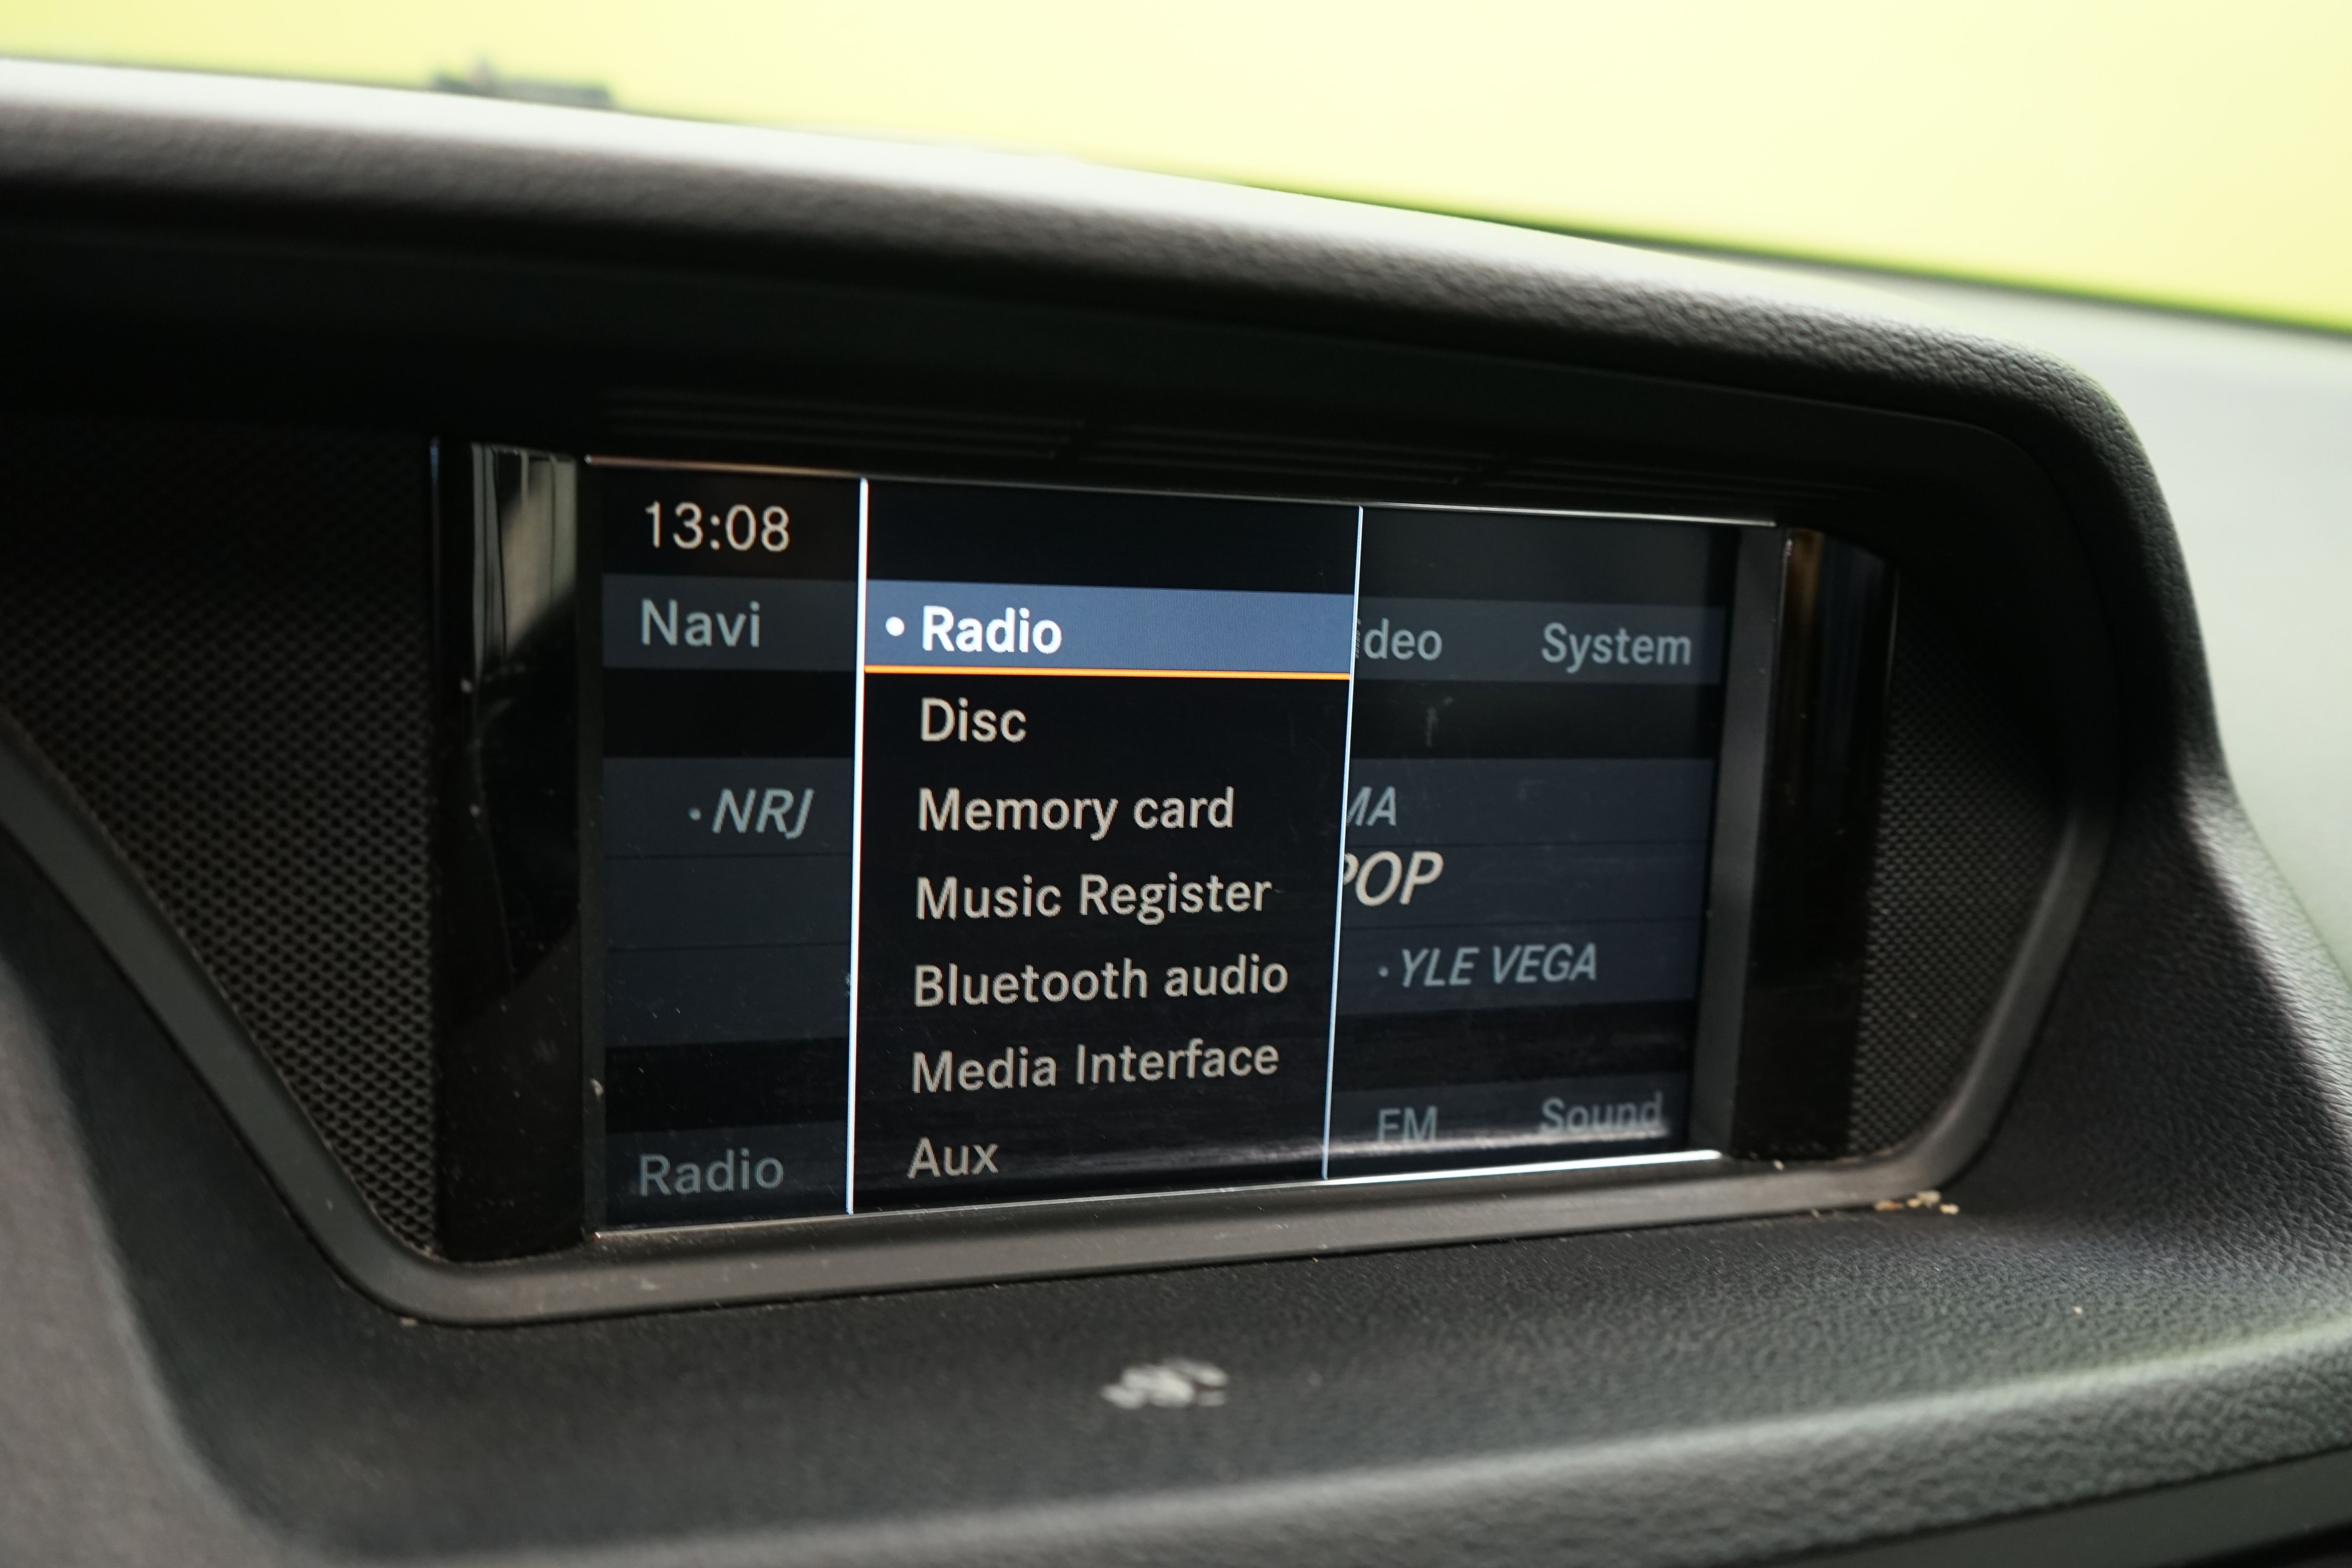 13:08
Navi
• Radio
deo
System
Disc
• NRJ
Memory card
MA
Music Register
POP
Bluetooth audio
• YLE VEGA
Media Interface
Radio
Aux
FM
Sound